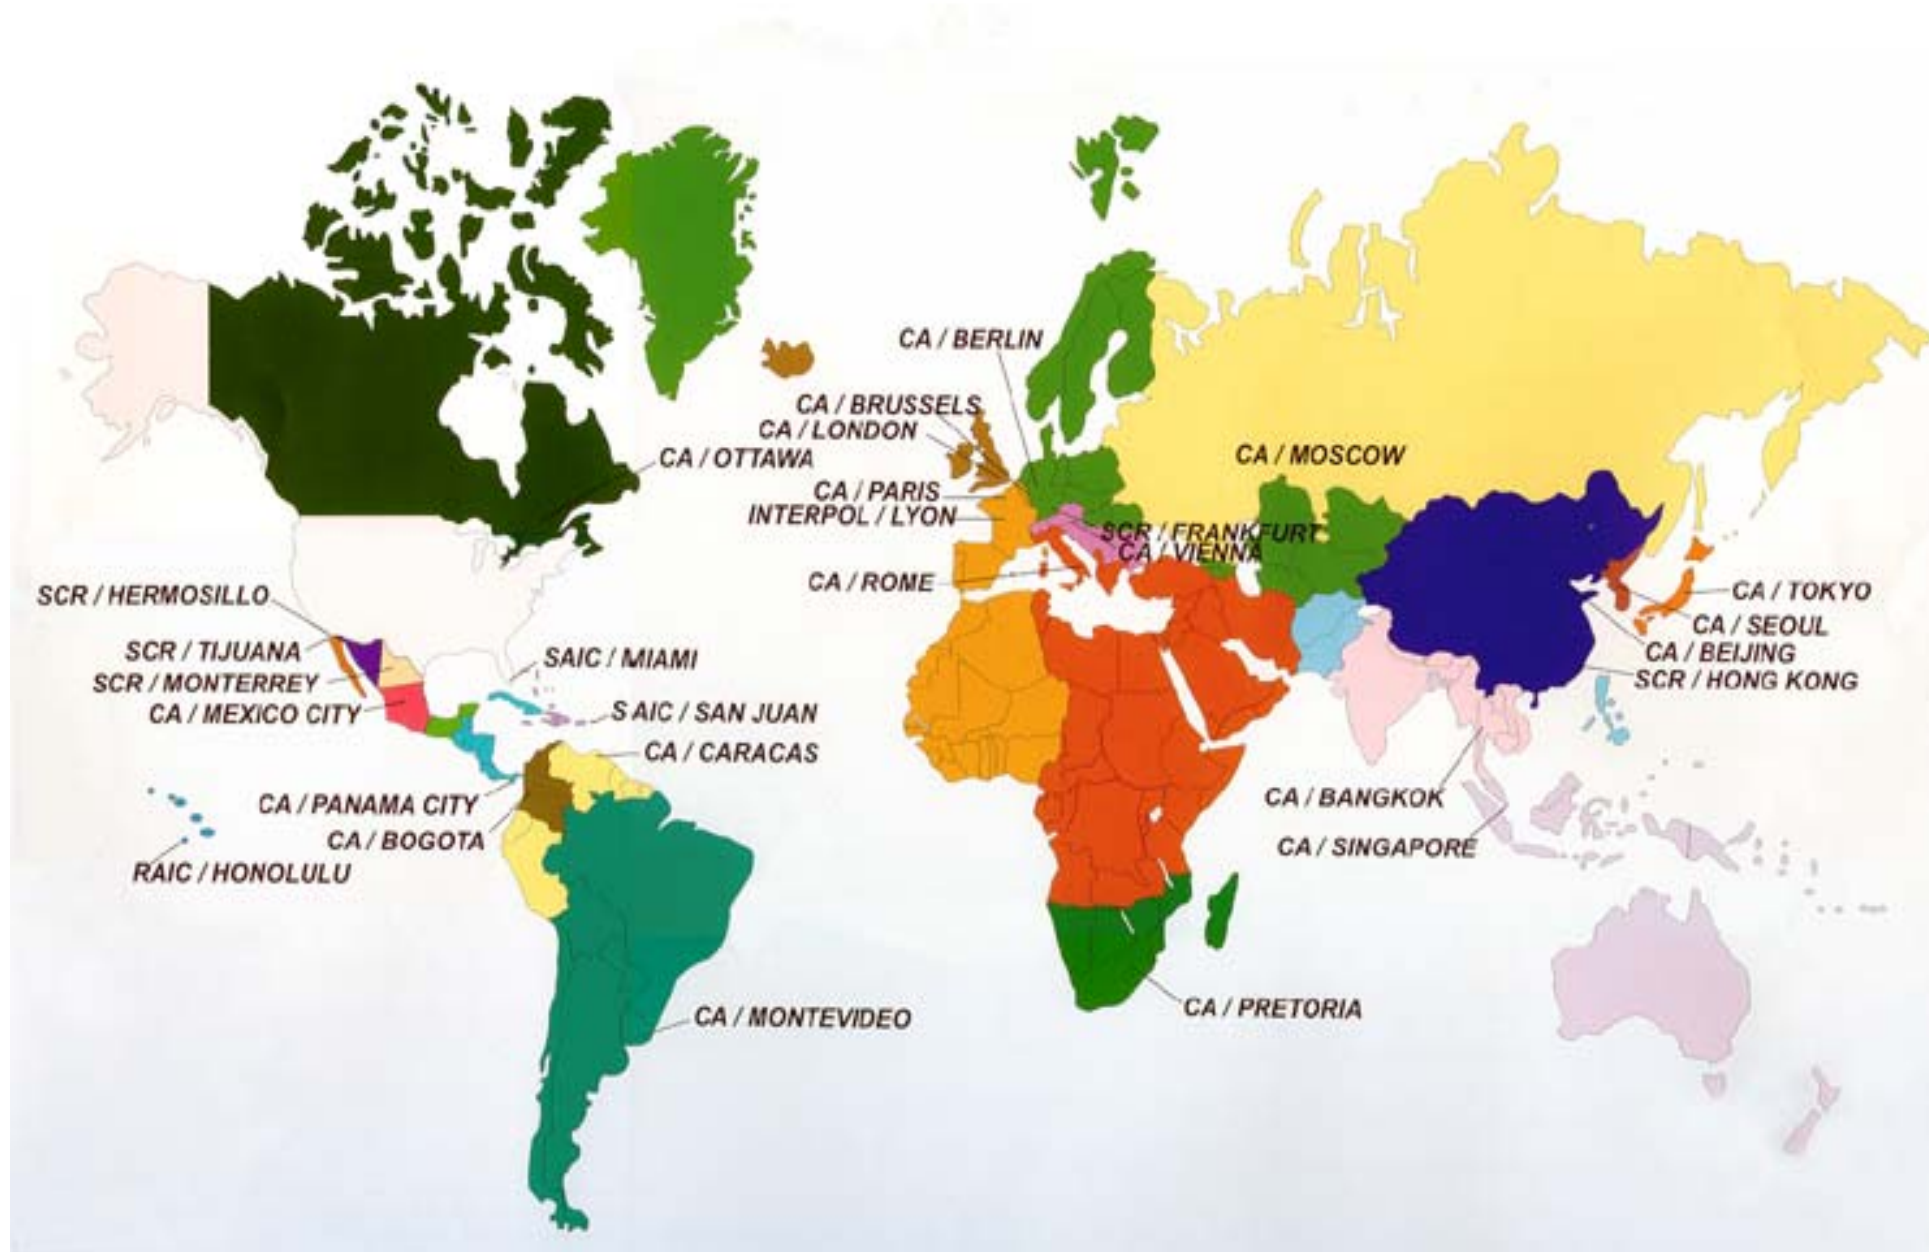 CA / BERLIN
CA / BRUSSELS
CA / LONDON
CA / OTTAWA
CA / MOSCOW
CA / PARIS
INTERPOL / LYON
SCR / FRANKFURT
CA / VIENNA
CA / ROME
SCR / HERMOSILLO
CA / TOKYO
CA / SEOUL
SCR / TIJUANA
SAIC / MIAMI
CA / BEIJING
SCR / MONTERREY
SCR / HONG KONG
CA / MEXICO CITY
SAIC / SAN JUAN
CA / CARACAS
CA / PANAMA CITY
CA / BANGKOK
CA / BOGOTA
CA / SINGAPORE
RAIC / HONOLULU
CA / PRETORIA
CA / MONTEVIDEO